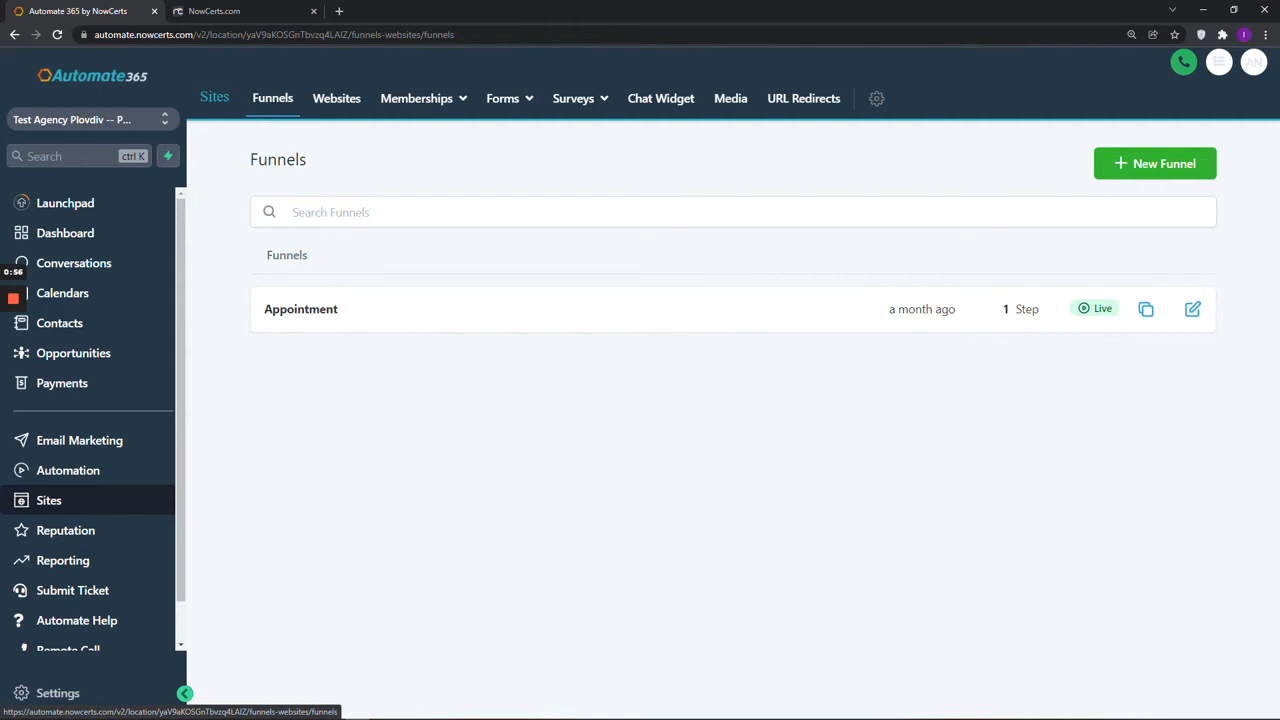 Automate 365 by NowCerts
NowCerts.com
automate.nowcerts.com/v2/location/yaV9aKOSGnTbvzq4LAIZ/funnels-websites/funnels
Automate365
Sites
Funnels
Websites
Memberships
Forms
Surveys
Chat Widget
Media
URL Redirects
AN
Test Agency Plovdiv -- P...
Search
ctrl K
Launchpad
Dashboard
Conversations
0:56
Calendars
Contacts
Opportunities
Payments
Email Marketing
Automation
Sites
Reputation
Reporting
Submit Ticket
Automate Help
Remote Call
Settings
Funnels
New Funnel
Search Funnels
Funnels
Appointment
a month ago
1 Step
Live
https://automate.nowcerts.com/v2/location/yaV9aKOSGnTbvzq4LAIZ/funnels-websites/funnels